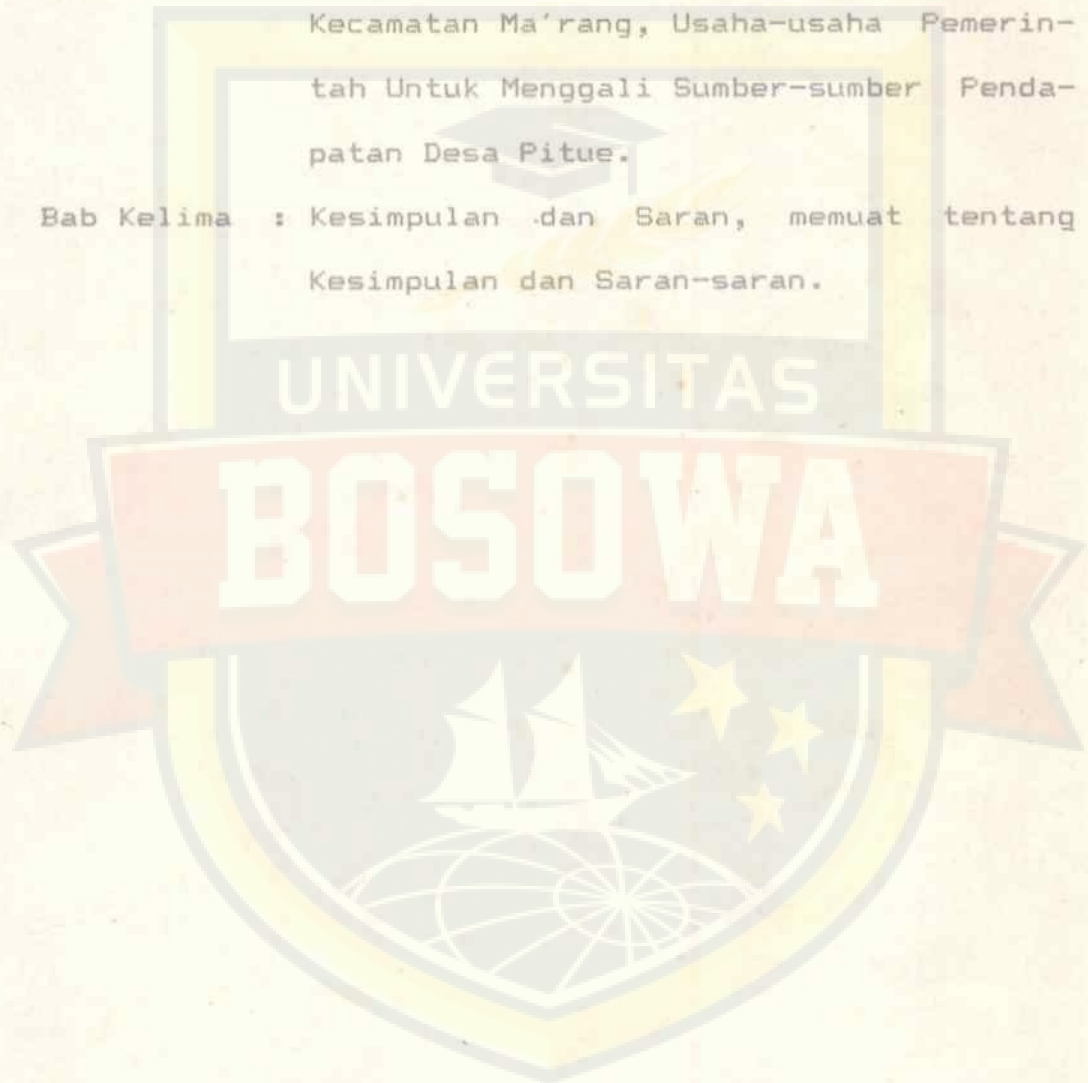 Kecamatan Ma'rang, Usaha-usaha Pemerin-
tah Untuk Menggali Sumber-sumber Penda-
patan Desa Pitue.
Bab Kelima : Kesimpulan dan Saran, memuat tentang
Kesimpulan dan Saran-saran.
UNIVERSITAS
BOSOWA